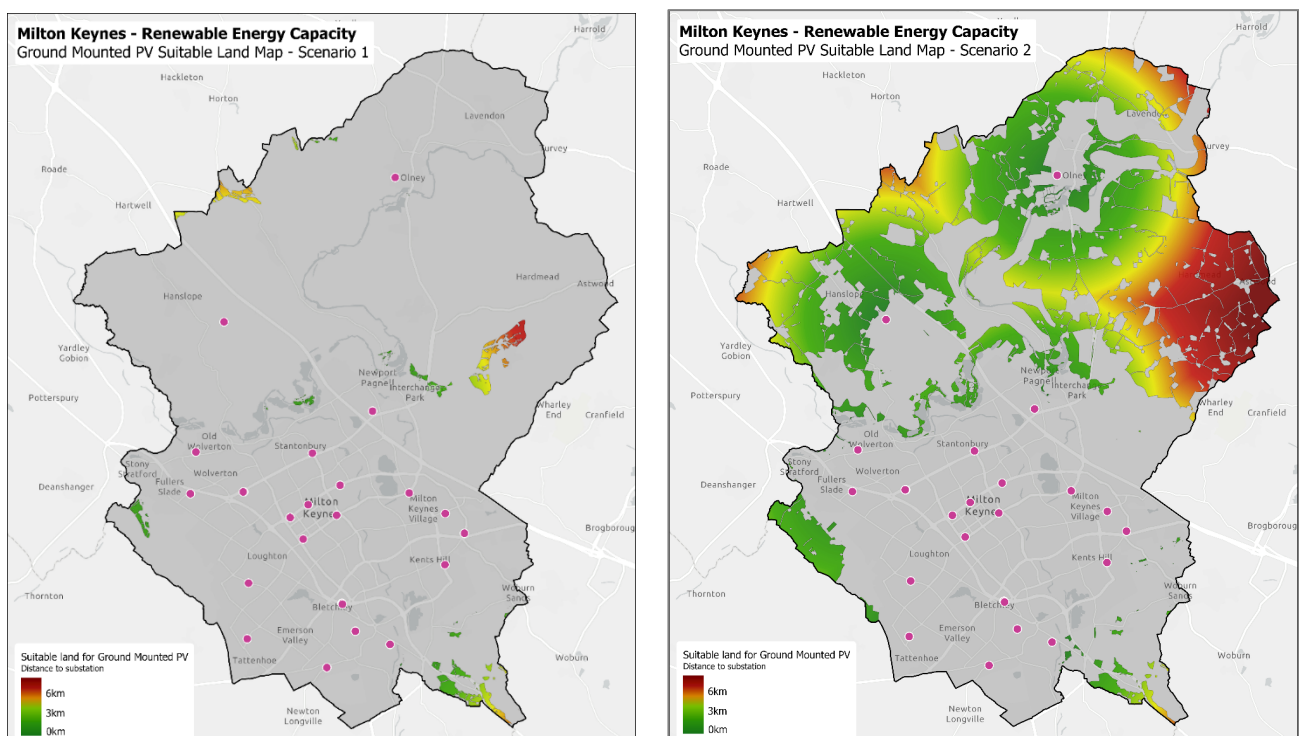 Milton Keynes - Renewable Energy Capacity
Ground Mounted PV Suitable Land Map - Scenario 1
Harrold
Hackleton
Horton
Lavendon
Turvey
Roade
Olney
Hartwell
Hardmead
Astwood
Hanslope
Yardley
Gobion
Newport
Pagnell
Interchange
Park
Potterspury
Wharley
End
Cranfield
Old
Wolverton
Stantonbury
Stony
Stratford
Wolverton
Fullers
Slade
Deanshanger
Milton
Keynes
Milton
Keynes
Village
Brogborough
Loughton
Kents Hill
Thornton
Woburn
Sands
Bletchley
Emerson
Valley
Tattenhoe
Woburn
Newton
Longville
Suitable land for Ground Mounted PV
Distance to substation
6km
3km
0km
Milton Keynes - Renewable Energy Capacity
Ground Mounted PV Suitable Land Map - Scenario 2
Harrold
Hackleton
Horton
Lavendon
Turvey
Roade
Olney
Hartwell
Hanslope
Yardley
Gobion
Newport
Pagnell
Interchange
Park
Potterspury
Wharley
End
Cranfield
Old
Wolverton
Stantonbury
Stony
Stratford
Wolverton
Fullers
Slade
Deanshanger
Milton
Keynes
Milton
Keynes
Village
Brogborough
Loughton
Kents Hill
Thornton
Woburn
Sands
Bletchley
Emerson
Valley
Tattenhoe
Woburn
Newton
Longville
Suitable land for Ground Mounted PV
Distance to substation
6km
3km
0km